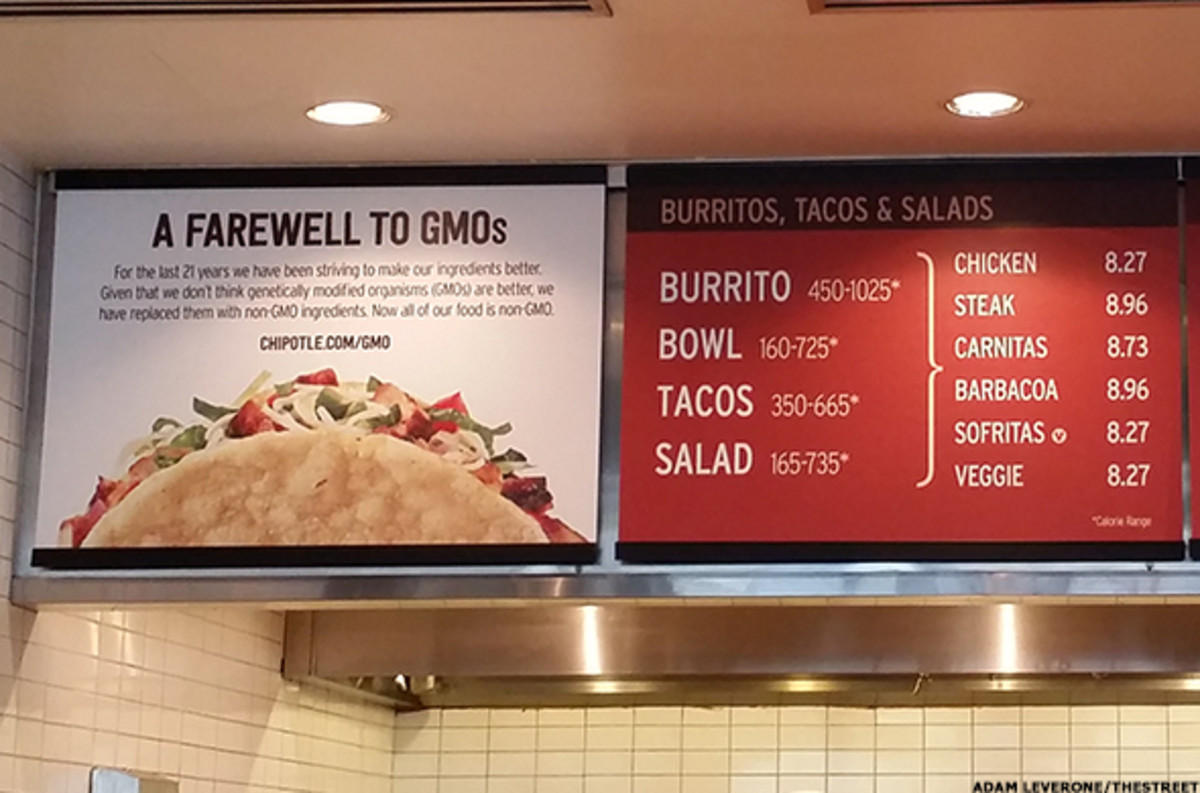 A FAREWELL TO GMOs
For the last 21 years we have been striving to make our ingredients better.
Given that we don't think genetically modified organisms (GMOs) are better, we
have replaced them with non-GMO ingredients. Now all of our food is non-GMO.
CHIPOTLE.COM/GMO
BURRITOS, TACOS & SALADS
BURRITO 450-1025*
BOWL 160-725*
TACOS 350-665*
SALAD 165-735*
CHICKEN 8.27
STEAK 8.96
CARNITAS 8.73
BARBACOA 8.96
SOFRITAS V 8.27
VEGGIE 8.27
*Calorie Range
ADAM LEVERONE/THESTREET